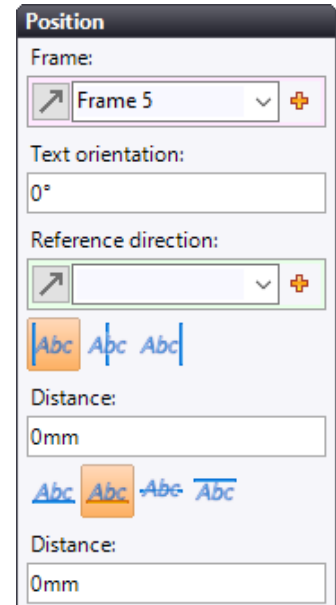 Position
Frame:
Frame 5
Text orientation:
0°
Reference direction:
Abc Abc Abc
Distance:
0mm
Abc Abc Abc Abc
Distance:
0mm